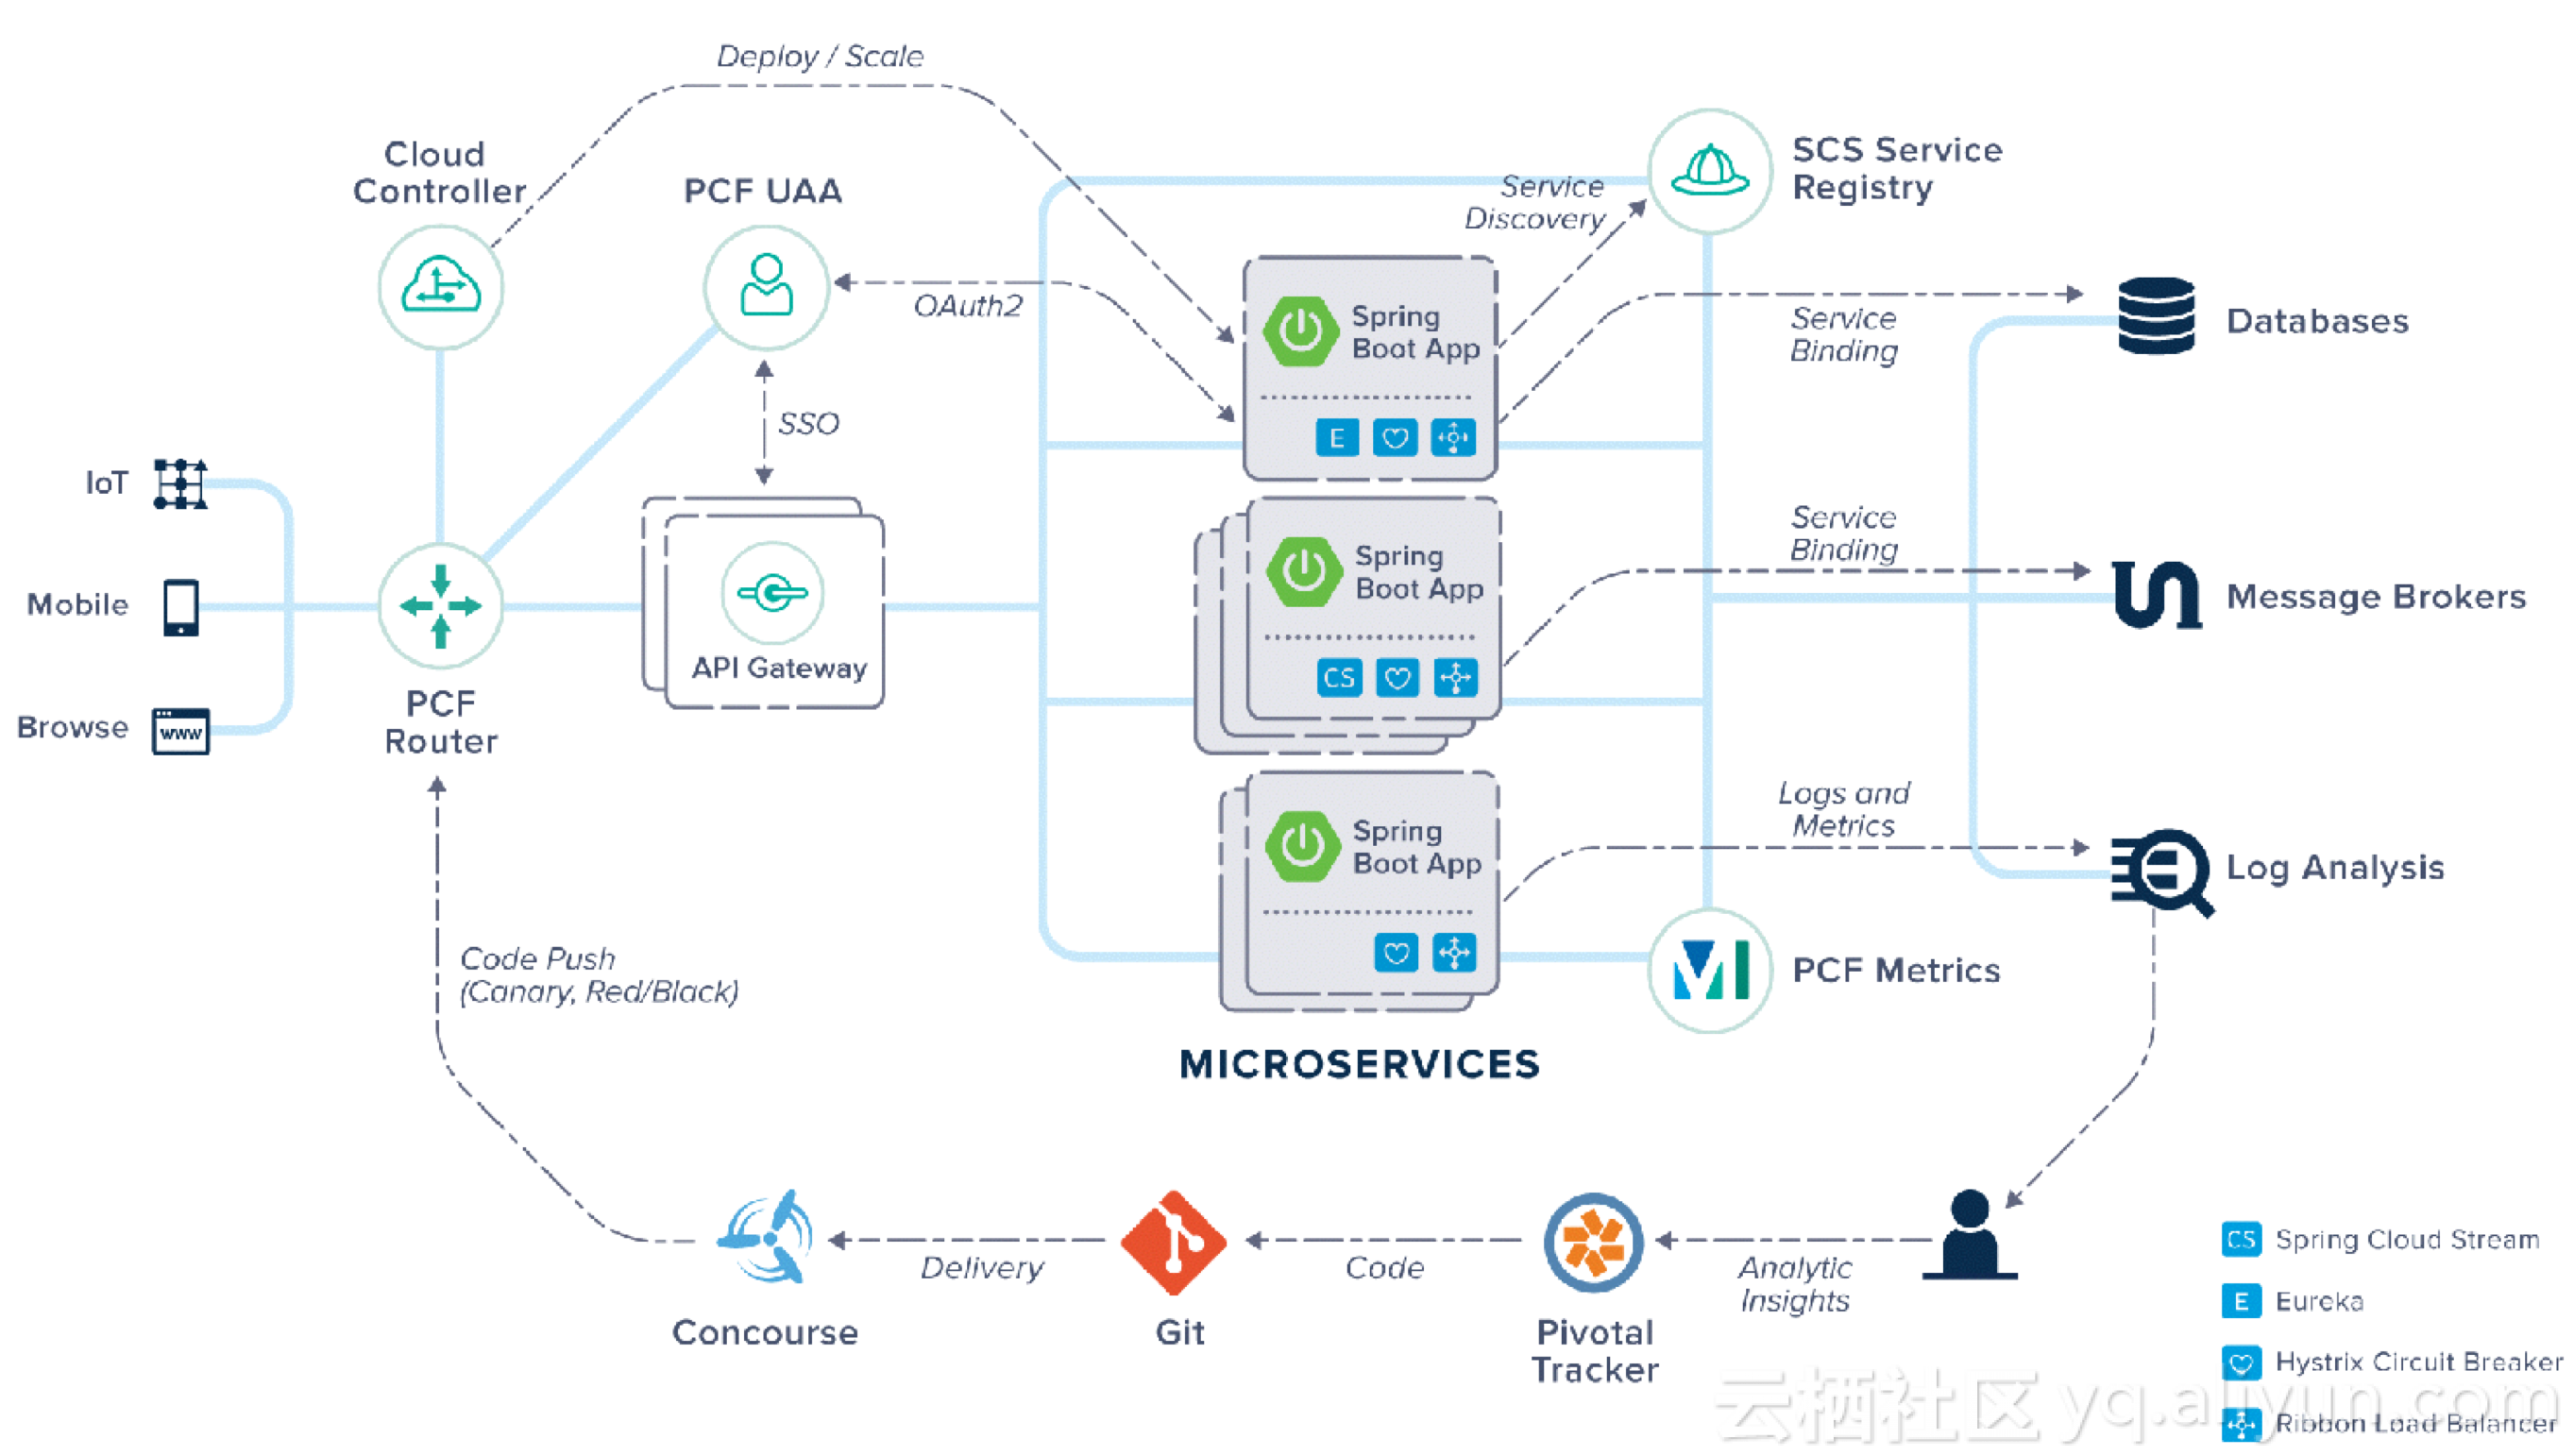 Deploy / Scale
Cloud
Controller
PCF UAA
SCS Service
Registry
Service
Discovery
OAuth2
Spring
Boot App
E
Service
Binding
Databases
SSO
IoT
Mobile
Browse
www
PCF
Router
API Gateway
Spring
Boot App
CS
Service
Binding
Message Brokers
Spring
Boot App
Logs and
Metrics
Log Analysis
PCF Metrics
MICROSERVICES
Code Push
(Canary, Red/Black)
Concourse
Delivery
Git
Code
Pivotal
Tracker
Analytic
Insights
CS Spring Cloud Stream
E Eureka
Hystrix Circuit Breaker
Ribbon Load Balancer
云栖社区 yq.aliyun.com